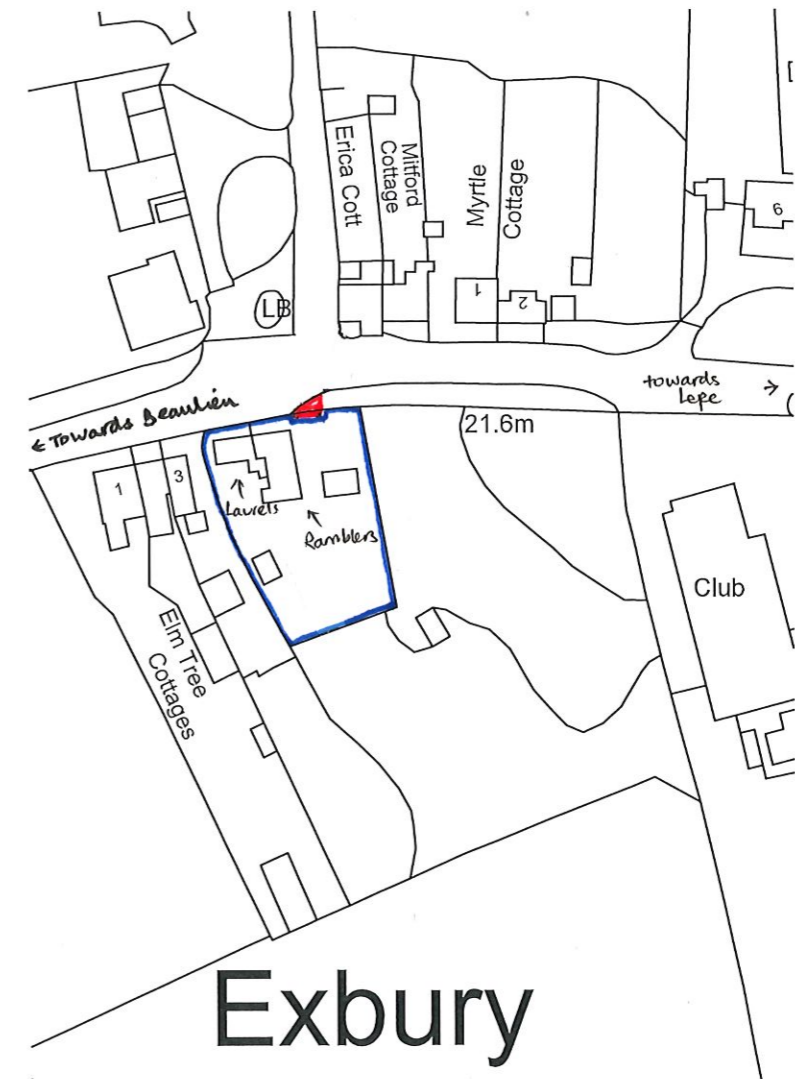 Erica Cott
Mitford
Cottage
Myrtle
Cottage
9
LB
1
2
towards
Lepe →
← Towards Beaulieu
21.6m
1
3
Laurels
Ramblers
Club
Elm Tree
Cottages
Exbury